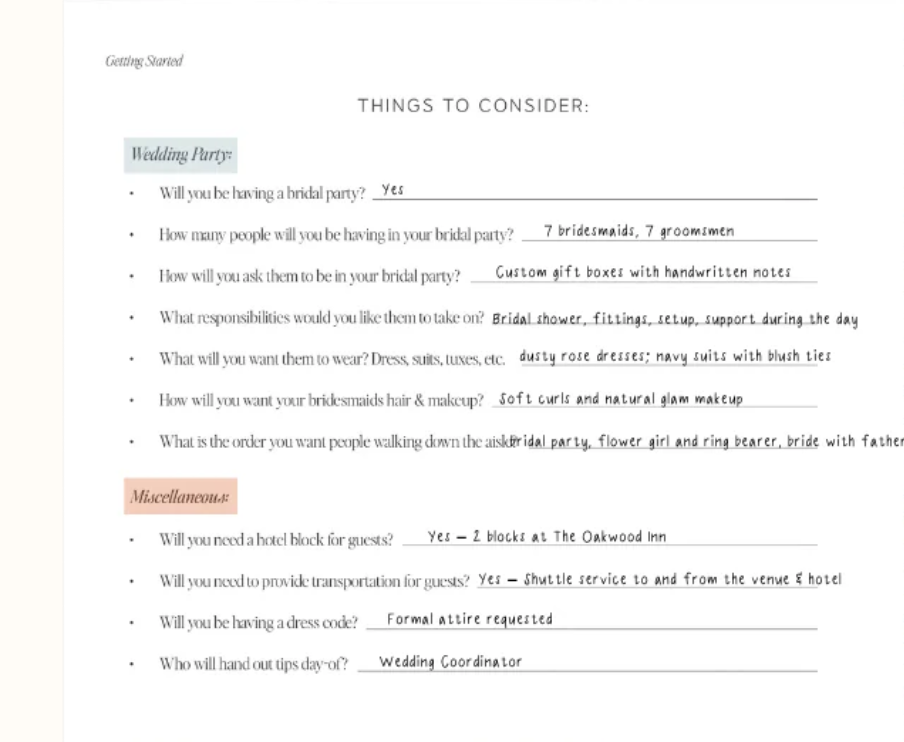 Getting Started
THINGS TO CONSIDER:
Wedding Party:
• Will you be having a bridal party? Yes
• How many people will you be having in your bridal party? 7 bridesmaids, 7 groomsmen
• How will you ask them to be in your bridal party? Custom gift boxes with handwritten notes
• What responsibilities would you like them to take on? Bridal shower, fittings, setup, support during the day
• What will you want them to wear? Dress, suits, tuxes, etc. dusty rose dresses; navy suits with blush ties
• How will you want your bridesmaids hair & makeup? Soft curls and natural glam makeup
• What is the order you want people walking down the aisle? Bridal party, flower girl and ring bearer, bride with father
Miscellaneous:
• Will you need a hotel block for guests? Yes – 2 blocks at The Oakwood Inn
• Will you need to provide transportation for guests? Yes – Shuttle service to and from the venue & hotel
• Will you be having a dress code? Formal attire requested
• Who will hand out tips day-of? Wedding Coordinator